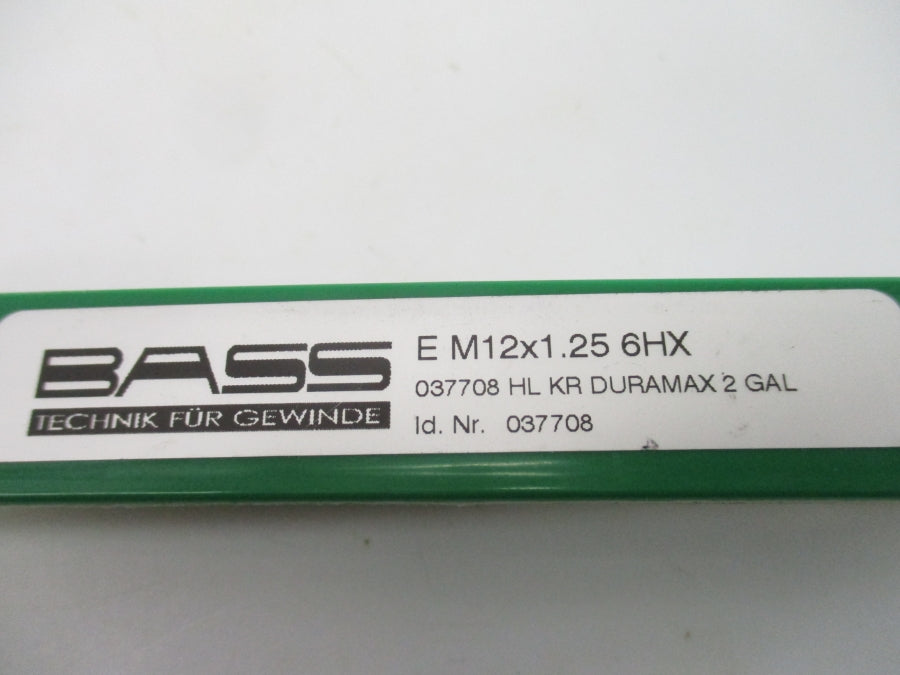 BASS
TECHNIK FÜR GEWINDE
E M12x1.25 6HX
037708 HL KR DURAMAX 2 GAL
Id. Nr. 037708